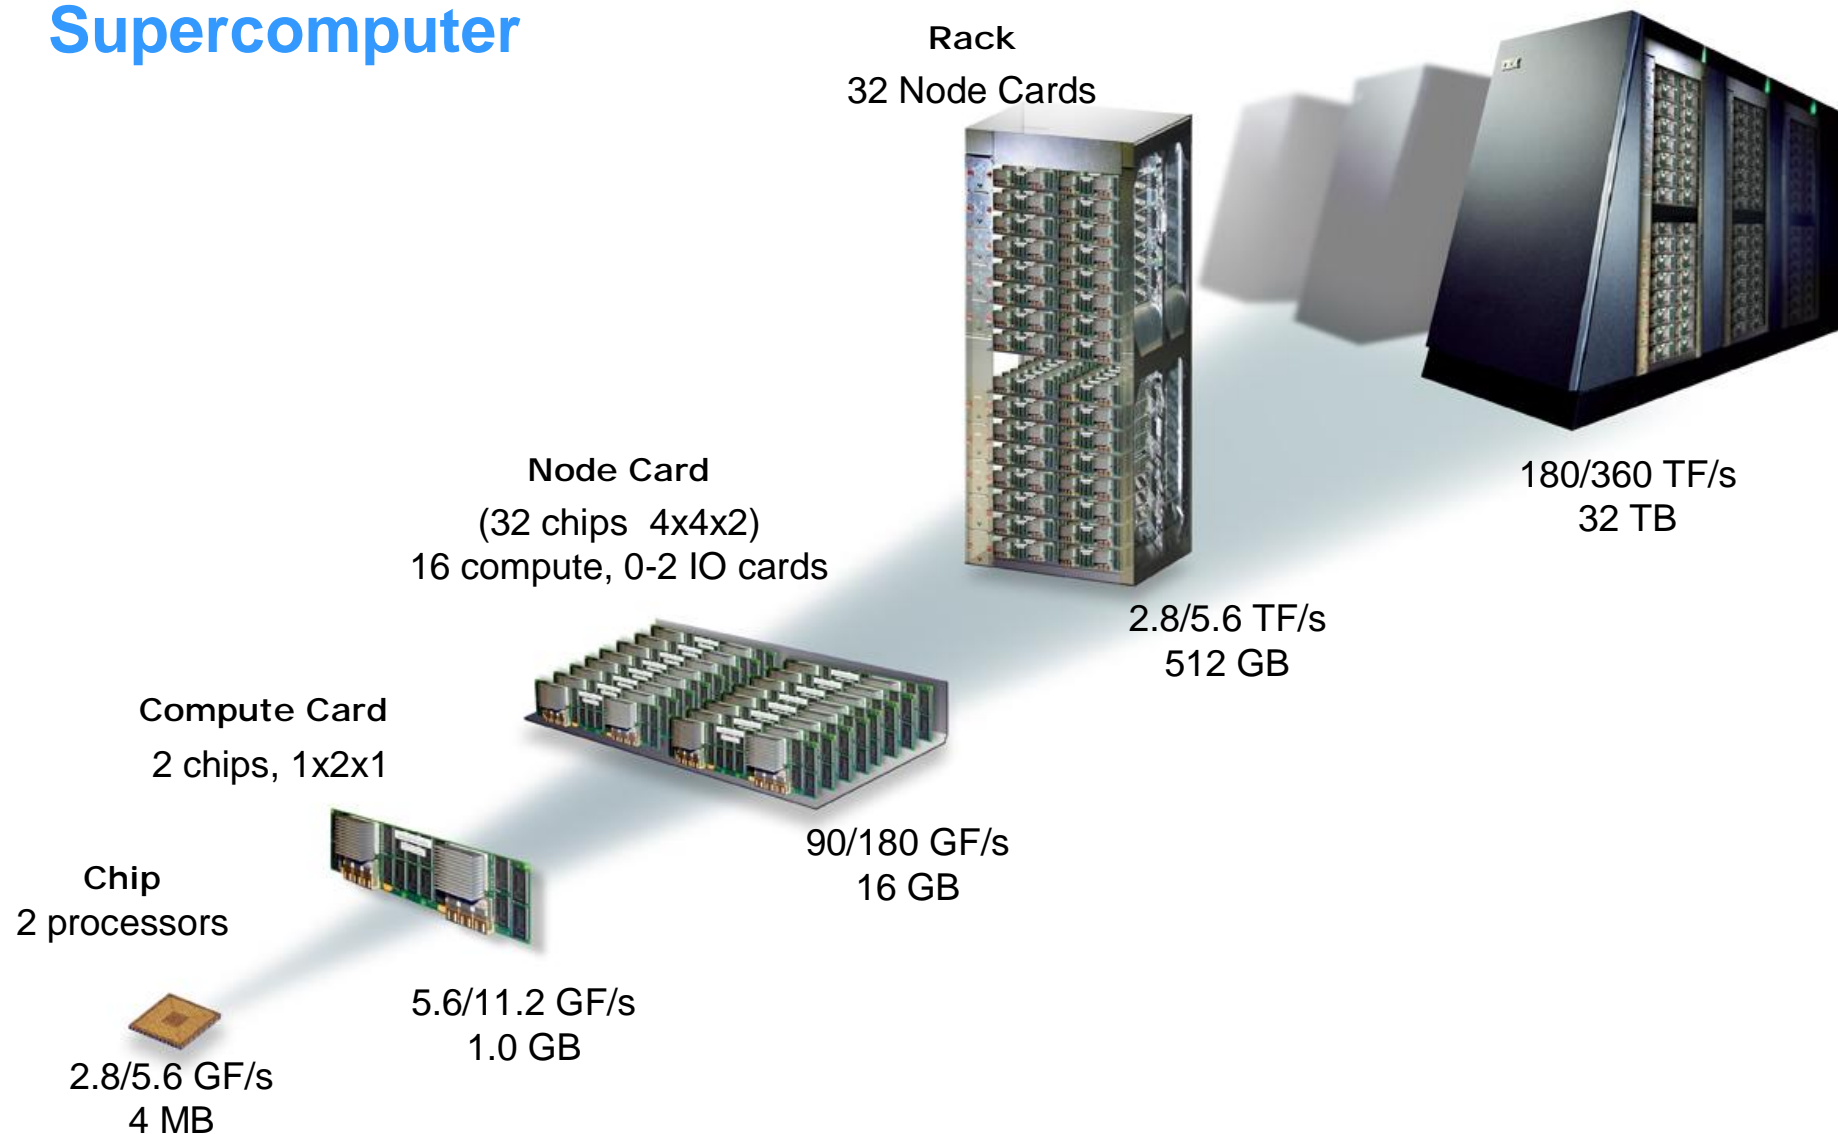 Supercomputer
Rack
32 Node Cards
180/360 TF/s
32 TB
2.8/5.6 TF/s
512 GB
Node Card
(32 chips  4x4x2)
16 compute, 0-2 IO cards
90/180 GF/s
16 GB
Compute Card
2 chips, 1x2x1
5.6/11.2 GF/s
1.0 GB
Chip
2 processors
2.8/5.6 GF/s
4 MB